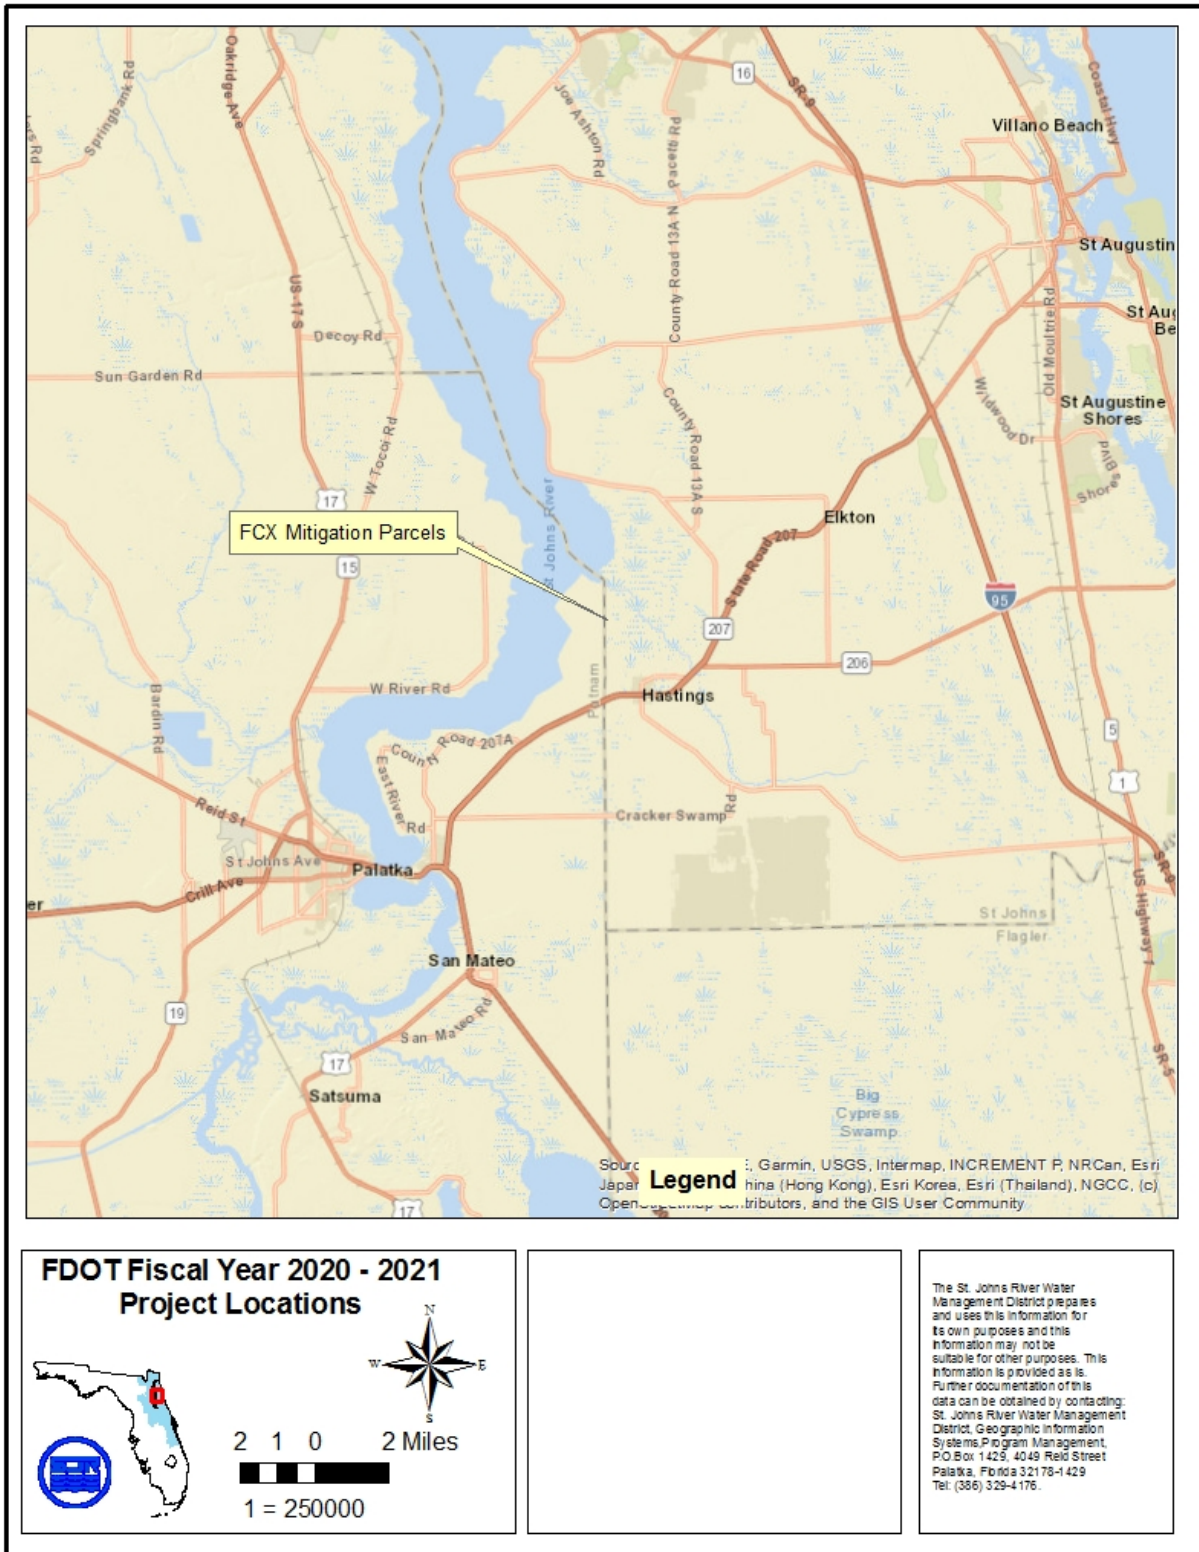 Springbank Rd
Oakridge Ave
Joe Ashton Rd
16
SR-9
Coastal Hwy
Villano Beach
County Road 13A N
Pacetti Rd
St Augustin
US-17 S
Decoy Rd
Old Moultrie Rd
St Aug
Be
Sun Garden Rd
County Road 13A S
Wildwood Dr
St Augustine
Shores
W Tocoi Rd
Shores Blvd
17
St Johns River
Elkton
FCX Mitigation Parcels
State Road 207
15
95
207
206
Putnam
W River Rd
Hastings
Bardin Rd
County Road 207A
5
East River Rd
1
Reid St
Cracker Swamp Rd
St Johns Ave
Palatka
SR-9
Crill Ave
er
St Johns
Flagler
US Highway 1
San Mateo
19
San Mateo Rd
17
SR-5
Satsuma
Big
Cypress
Swamp
Legend
E, Garmin, USGS, Intermap, INCREMENT P, NRCan, Esri
Japan hina (Hong Kong), Esri Korea, Esri (Thailand), NGCC, (c)
tributors, and the GIS User Community
17
FDOT Fiscal Year 2020 - 2021
Project Locations
N
W E
S
2 1 0 2 Miles
1 = 250000
The St. Johns River Water
Management District prepares
and uses this information for
its own purposes and this
information may not be
suitable for other purposes. This
information is provided as is.
Further documentation of this
data can be obtained by contacting:
St. Johns River Water Management
District, Geographic Information
Systems,Program Management,
P.O.Box 1429, 4049 Reid Street
Palatka, Florida 32178-1429
Tel: (386) 329-4176.